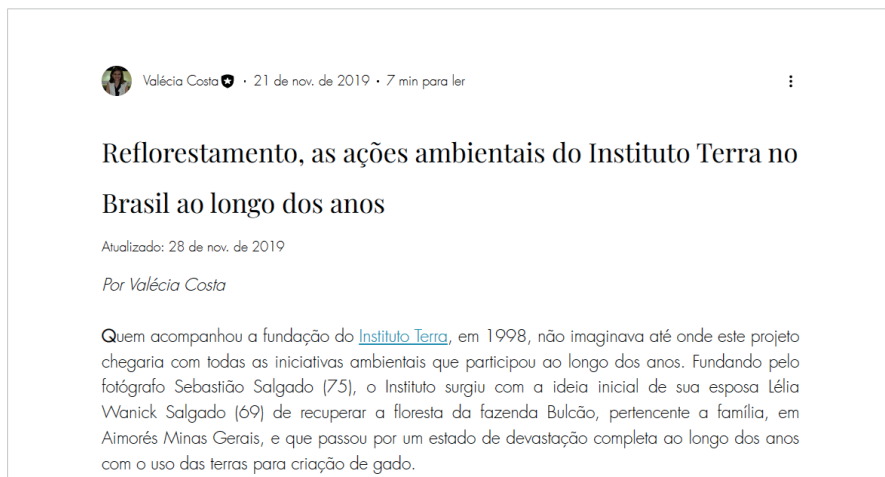 Valécia Costa · 21 de nov. de 2019 · 7 min para ler
Reflorestamento, as ações ambientais do Instituto Terra no
Brasil ao longo dos anos
Atualizado: 28 de nov. de 2019
Por Valécia Costa
Quem acompanhou a fundação do Instituto Terra, em 1998, não imaginava até onde este projeto
chegaria com todas as iniciativas ambientais que participou ao longo dos anos. Fundando pelo
fotógrafo Sebastião Salgado (75), o Instituto surgiu com a ideia inicial de sua esposa Lélia
Wanick Salgado (69) de recuperar a floresta da fazenda Bulcão, pertencente a família, em
Aimorés Minas Gerais, e que passou por um estado de devastação completa ao longo dos anos
com o uso das terras para criação de gado.